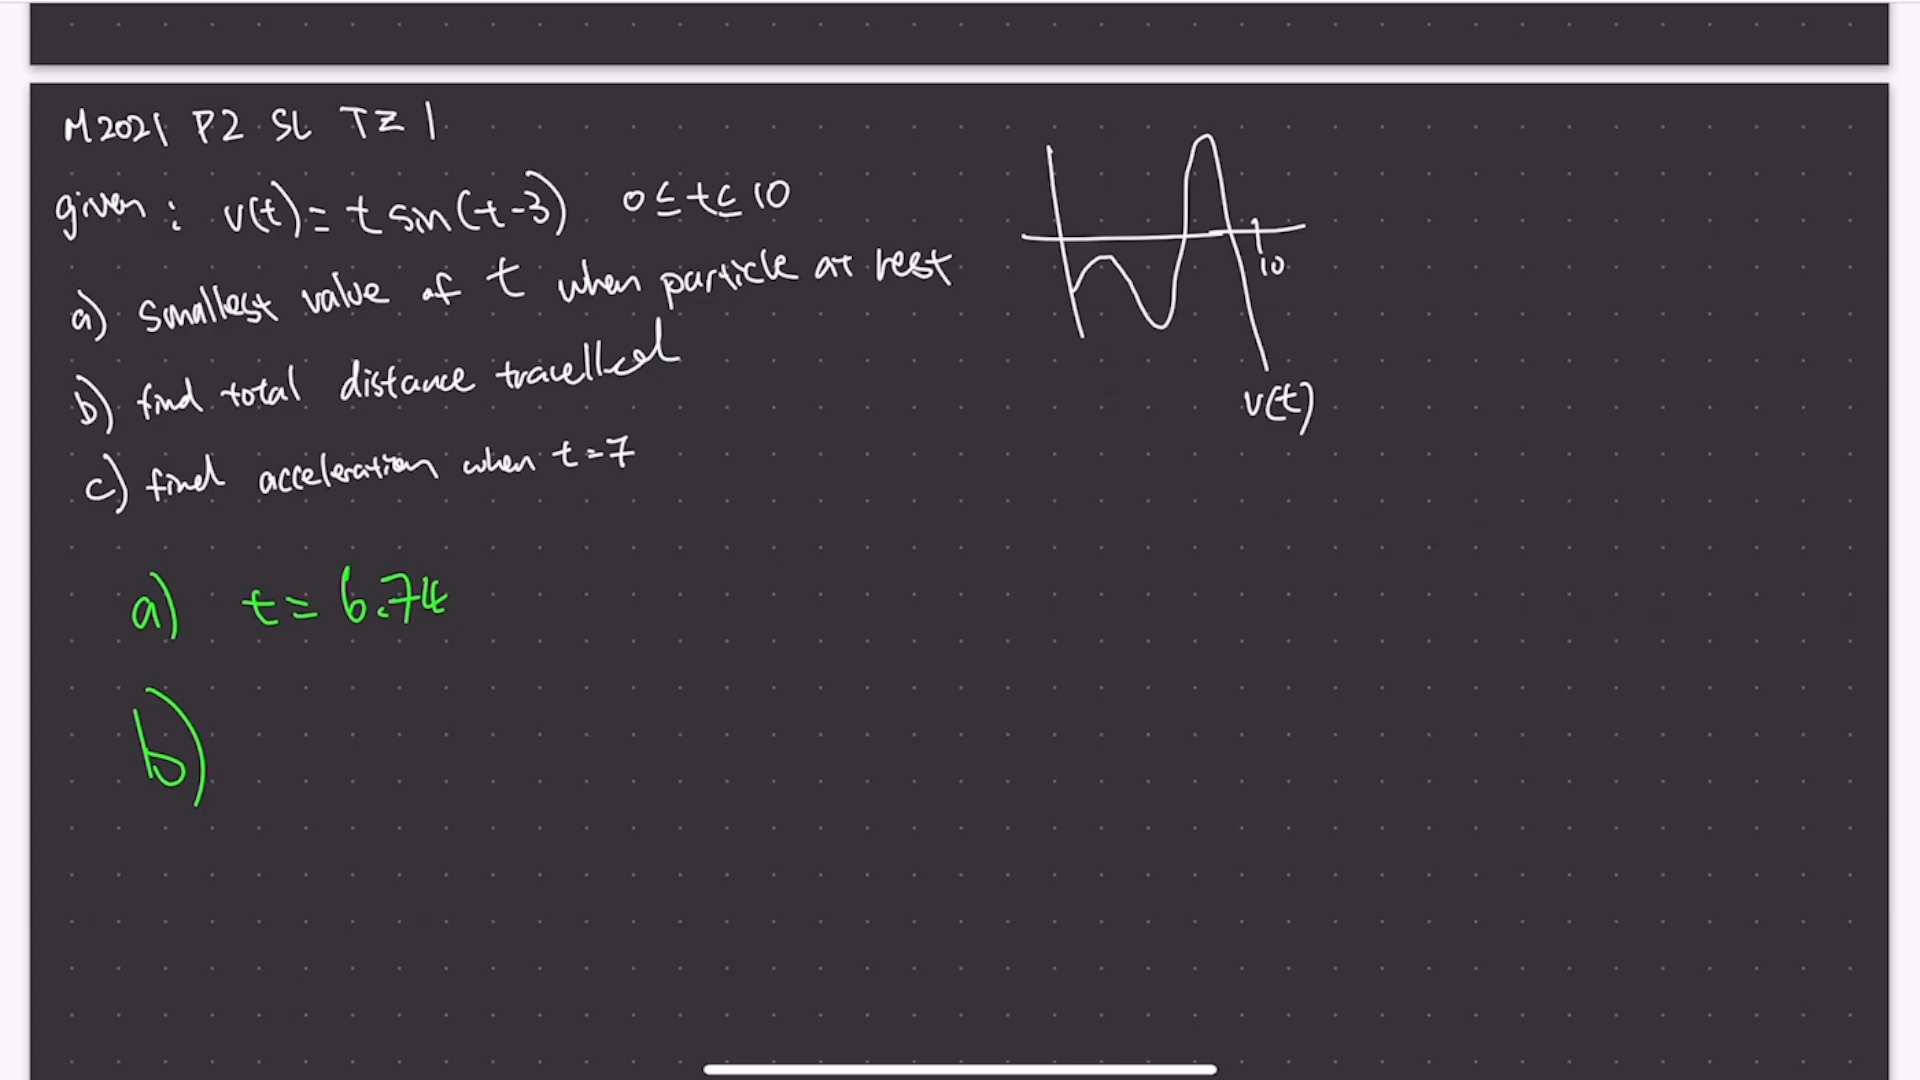 M2021 P2 SL TZ 1
given : v(t) = t sin(t-3) 0 ≤ t ≤ 10
a) smallest value of t when particle at rest
b) find total distance travelled
c) find acceleration when t=7
10
v(t)
a) t = 6.74
b)